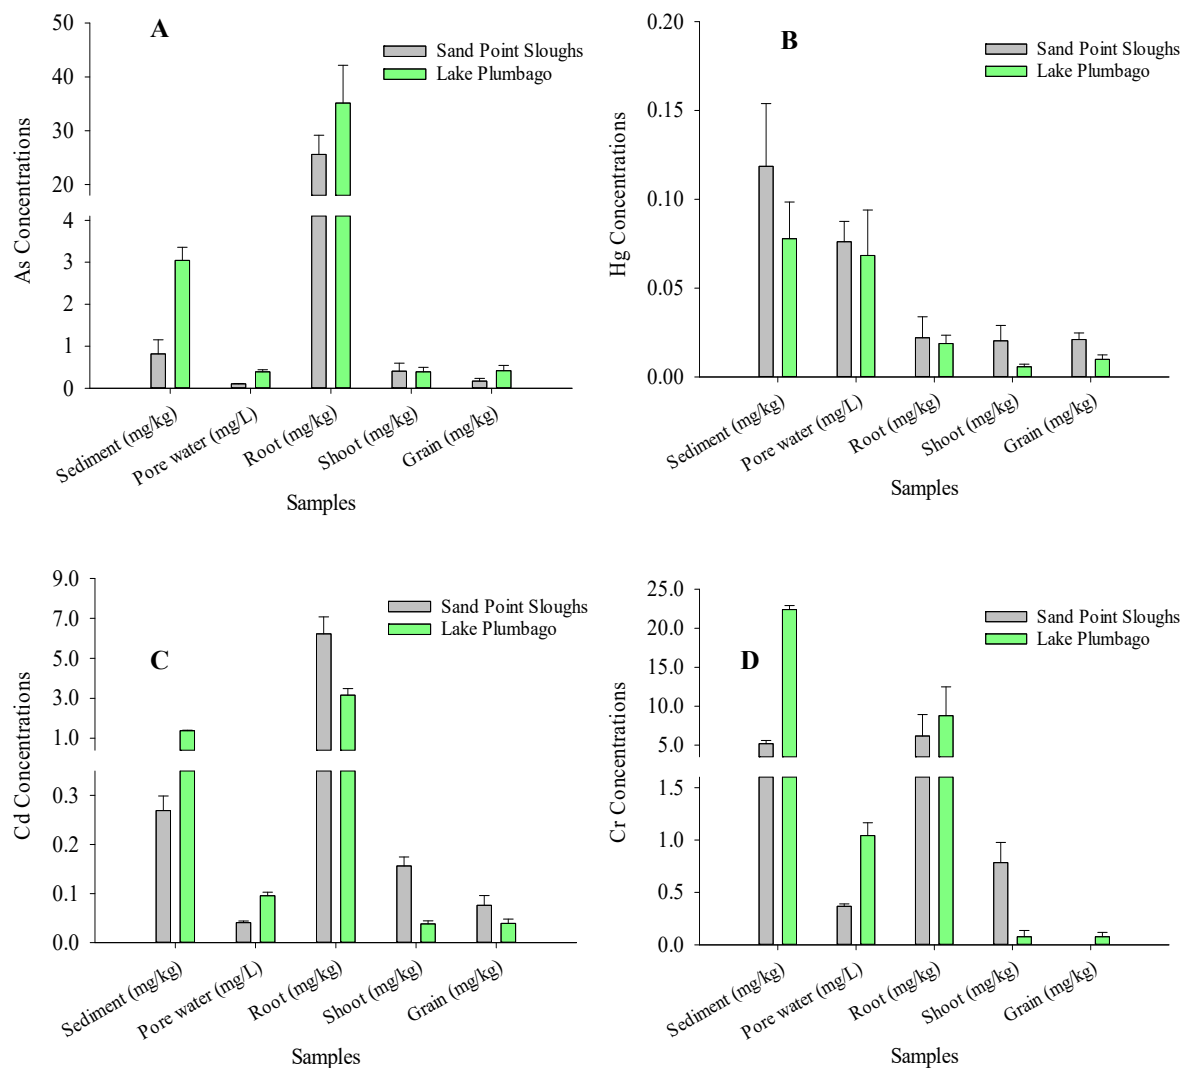 A
50
40
30
20
4
3
2
1
0
As Concentrations
Sand Point Sloughs
Lake Plumbago
Sediment (mg/kg)
Pore water (mg/L)
Root (mg/kg)
Shoot (mg/kg)
Grain (mg/kg)
Samples
B
0.20
0.15
0.10
0.05
0.00
Hg Concentrations
Sand Point Sloughs
Lake Plumbago
Sediment (mg/kg)
Pore water (mg/L)
Root (mg/kg)
Shoot (mg/kg)
Grain (mg/kg)
Samples
C
9.0
7.0
5.0
3.0
1.0
0.3
0.2
0.1
0.0
Cd Concentrations
Sand Point Sloughs
Lake Plumbago
Sediment (mg/kg)
Pore water (mg/L)
Root (mg/kg)
Shoot (mg/kg)
Grain (mg/kg)
Samples
D
25.0
20.0
15.0
10.0
5.0
1.5
1.0
0.5
0.0
Cr Concentrations
Sand Point Sloughs
Lake Plumbago
Sediment (mg/kg)
Pore water (mg/L)
Root (mg/kg)
Shoot (mg/kg)
Grain (mg/kg)
Samples